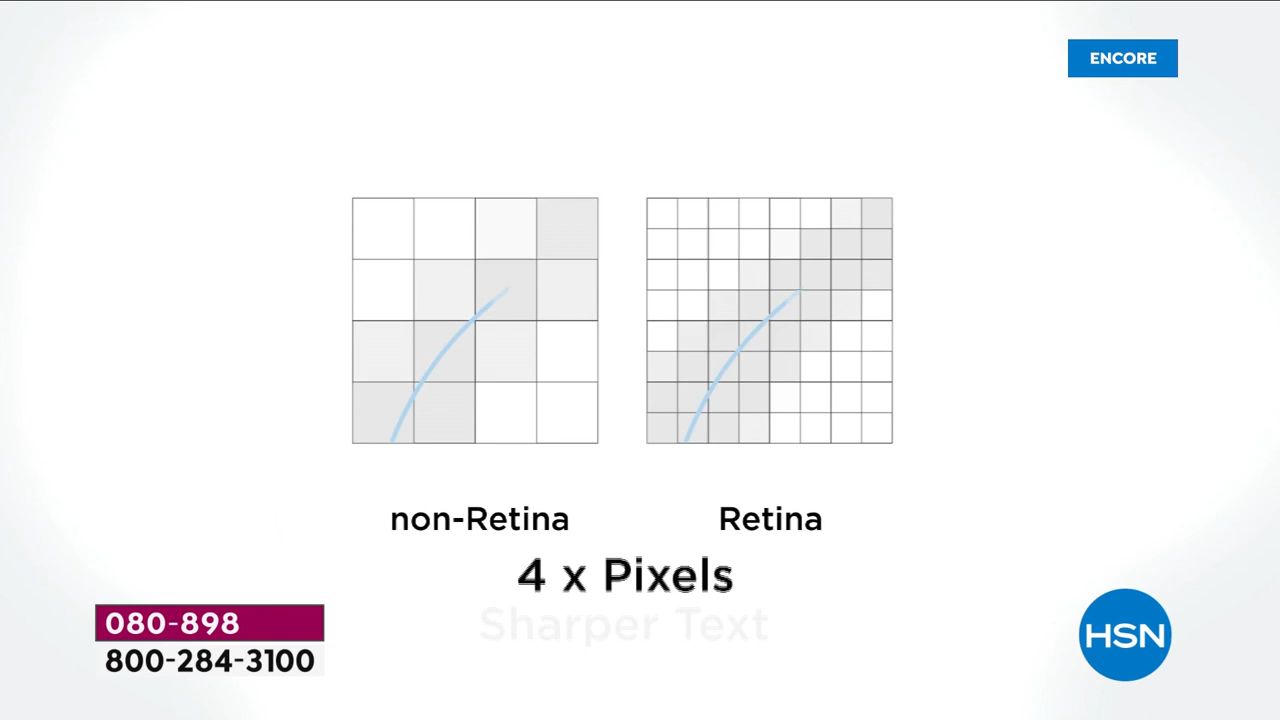 ENCORE
non-Retina
Retina
4 x Pixels
Sharper Text
080-898
800-284-3100
HSN